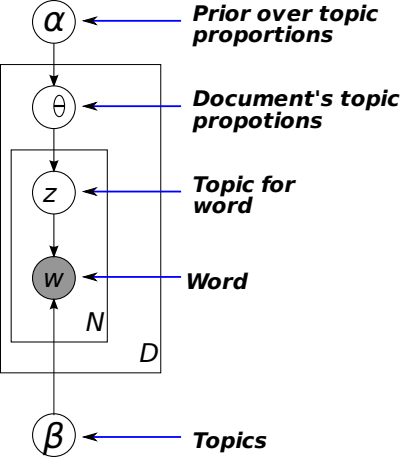 α
Prior over topic
proportions
θ
Document's topic
propotions
z
Topic for
word
w
Word
N
D
β
Topics